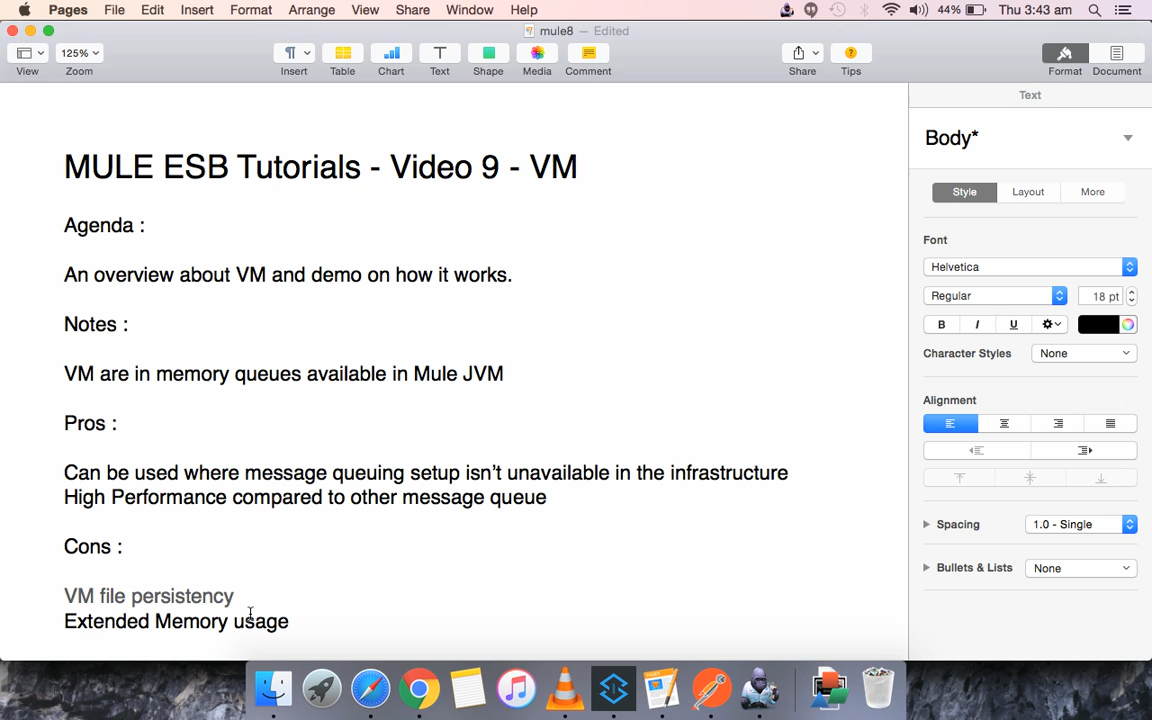 Pages File Edit Insert Format Arrange View Share Window Help 44% Thu 3:43 am
mule8 — Edited
125%
View Zoom Insert Table Chart Text Shape Media Comment Share Tips Format Document
Text
Body*
Style Layout More
Font
Helvetica
Regular 18 pt
B I U
Character Styles None
Alignment
Spacing 1.0 - Single
Bullets & Lists None
MULE ESB Tutorials - Video 9 - VM
Agenda :
An overview about VM and demo on how it works.
Notes :
VM are in memory queues available in Mule JVM
Pros :
Can be used where message queuing setup isn’t unavailable in the infrastructure
High Performance compared to other message queue
Cons :
VM file persistency
Extended Memory usage